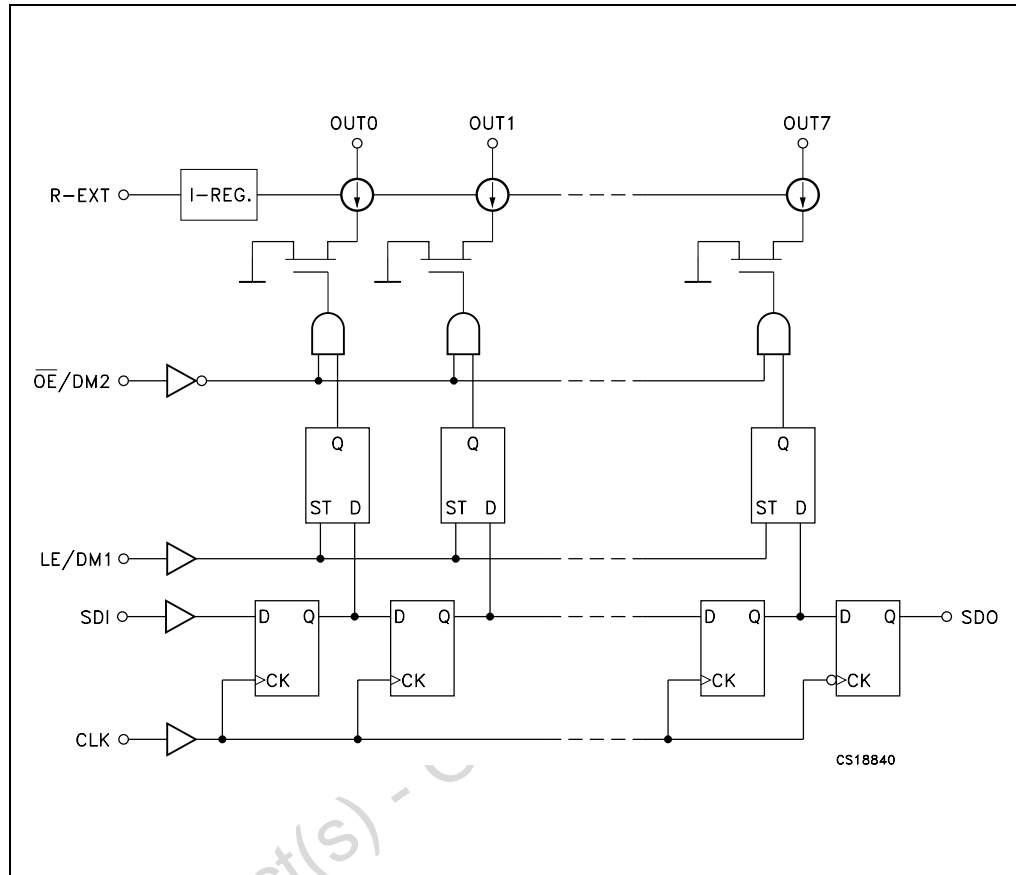 OUT0 OUT1 OUT7
R-EXT I-REG.
OE/DM2
Q Q Q
ST D ST D ST D
LE/DM1
SDI D Q D Q D Q D Q SDO
CK CK CK CK
CLK
CS18840
ct(s) -